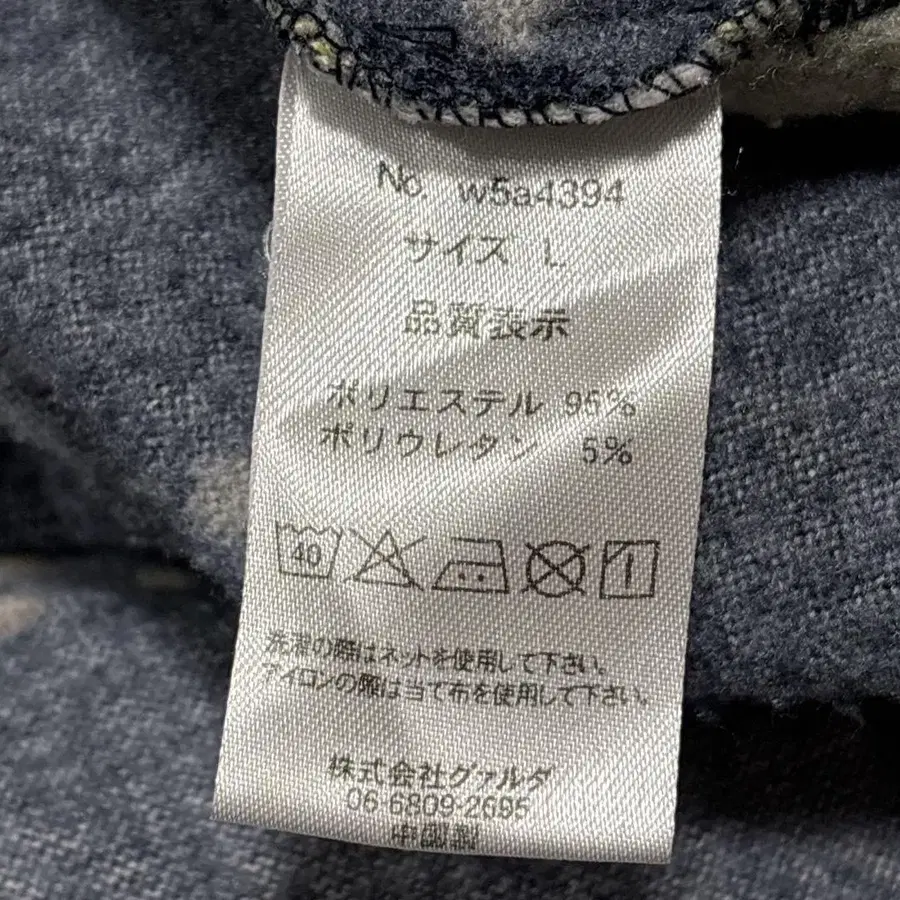 No. w5a4394
サイズ L
品質表示
ポリエステル 95%
ポリウレタン 5%
40
洗濯の際はネットを使用して下さい。
アイロンの際は当て布を使用して下さい。
株式会社グァルダ
06-6809-2695
中国製